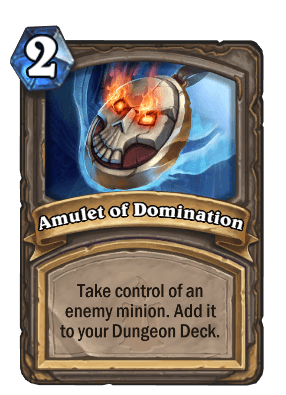 2
Amulet of Domination
Take control of an
enemy minion. Add it
to your Dungeon Deck.